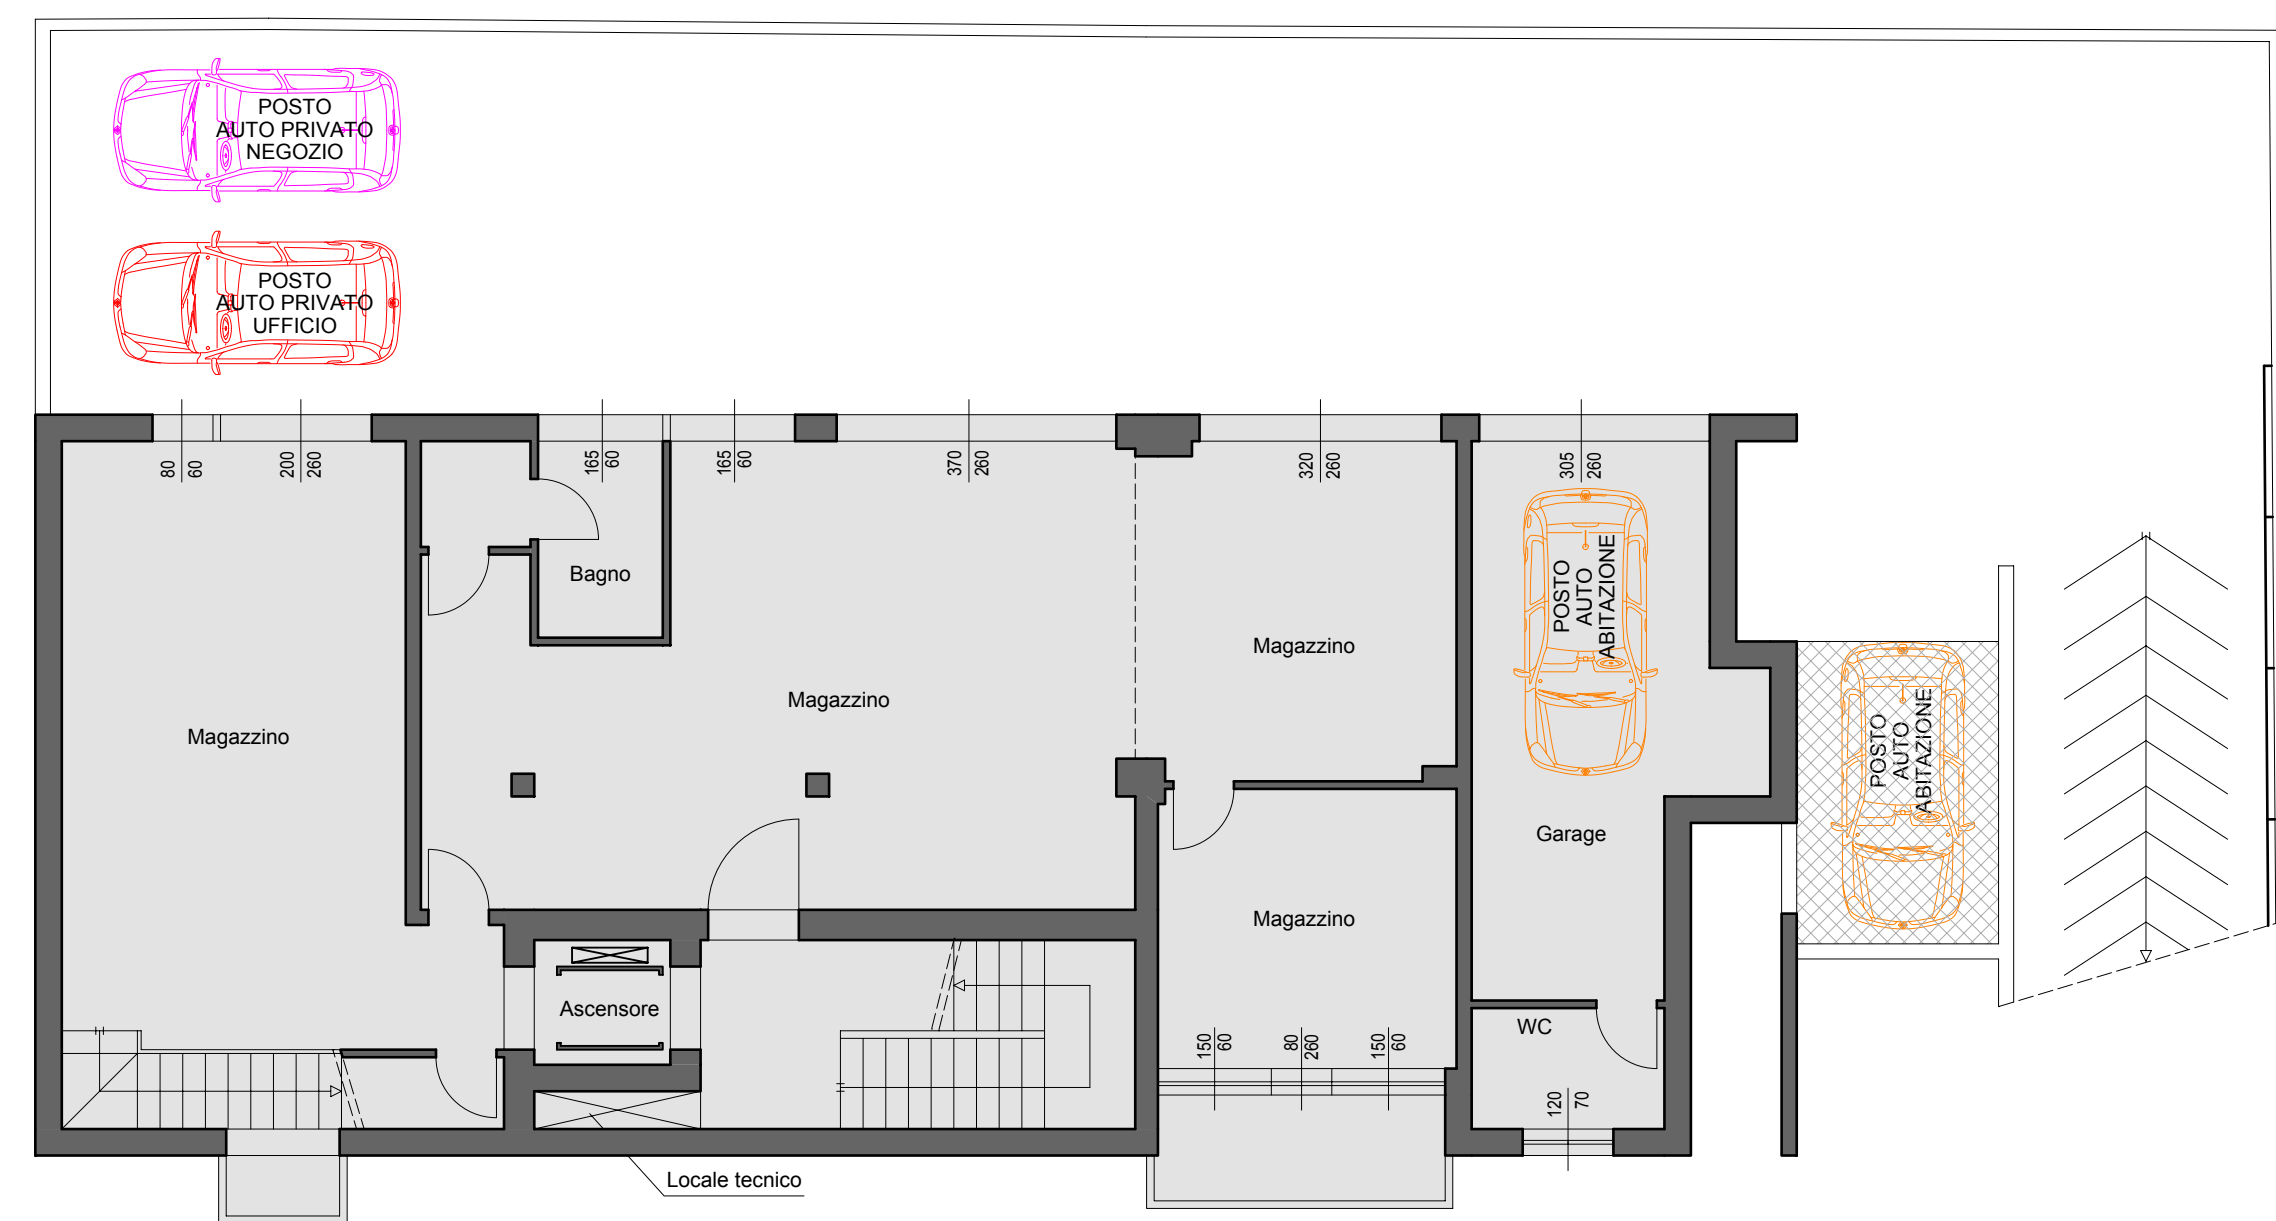 POSTO
AUTO PRIVATO
NEGOZIO
POSTO
AUTO PRIVATO
UFFICIO
80
60
200
260
165
60
165
60
370
260
320
260
305
260
POSTO
AUTO
ABITAZIONE
Bagno
Magazzino
Magazzino
Magazzino
POSTO
AUTO
ABITAZIONE
Garage
Magazzino
Ascensore
WC
150
60
80
260
150
60
120
70
Locale tecnico